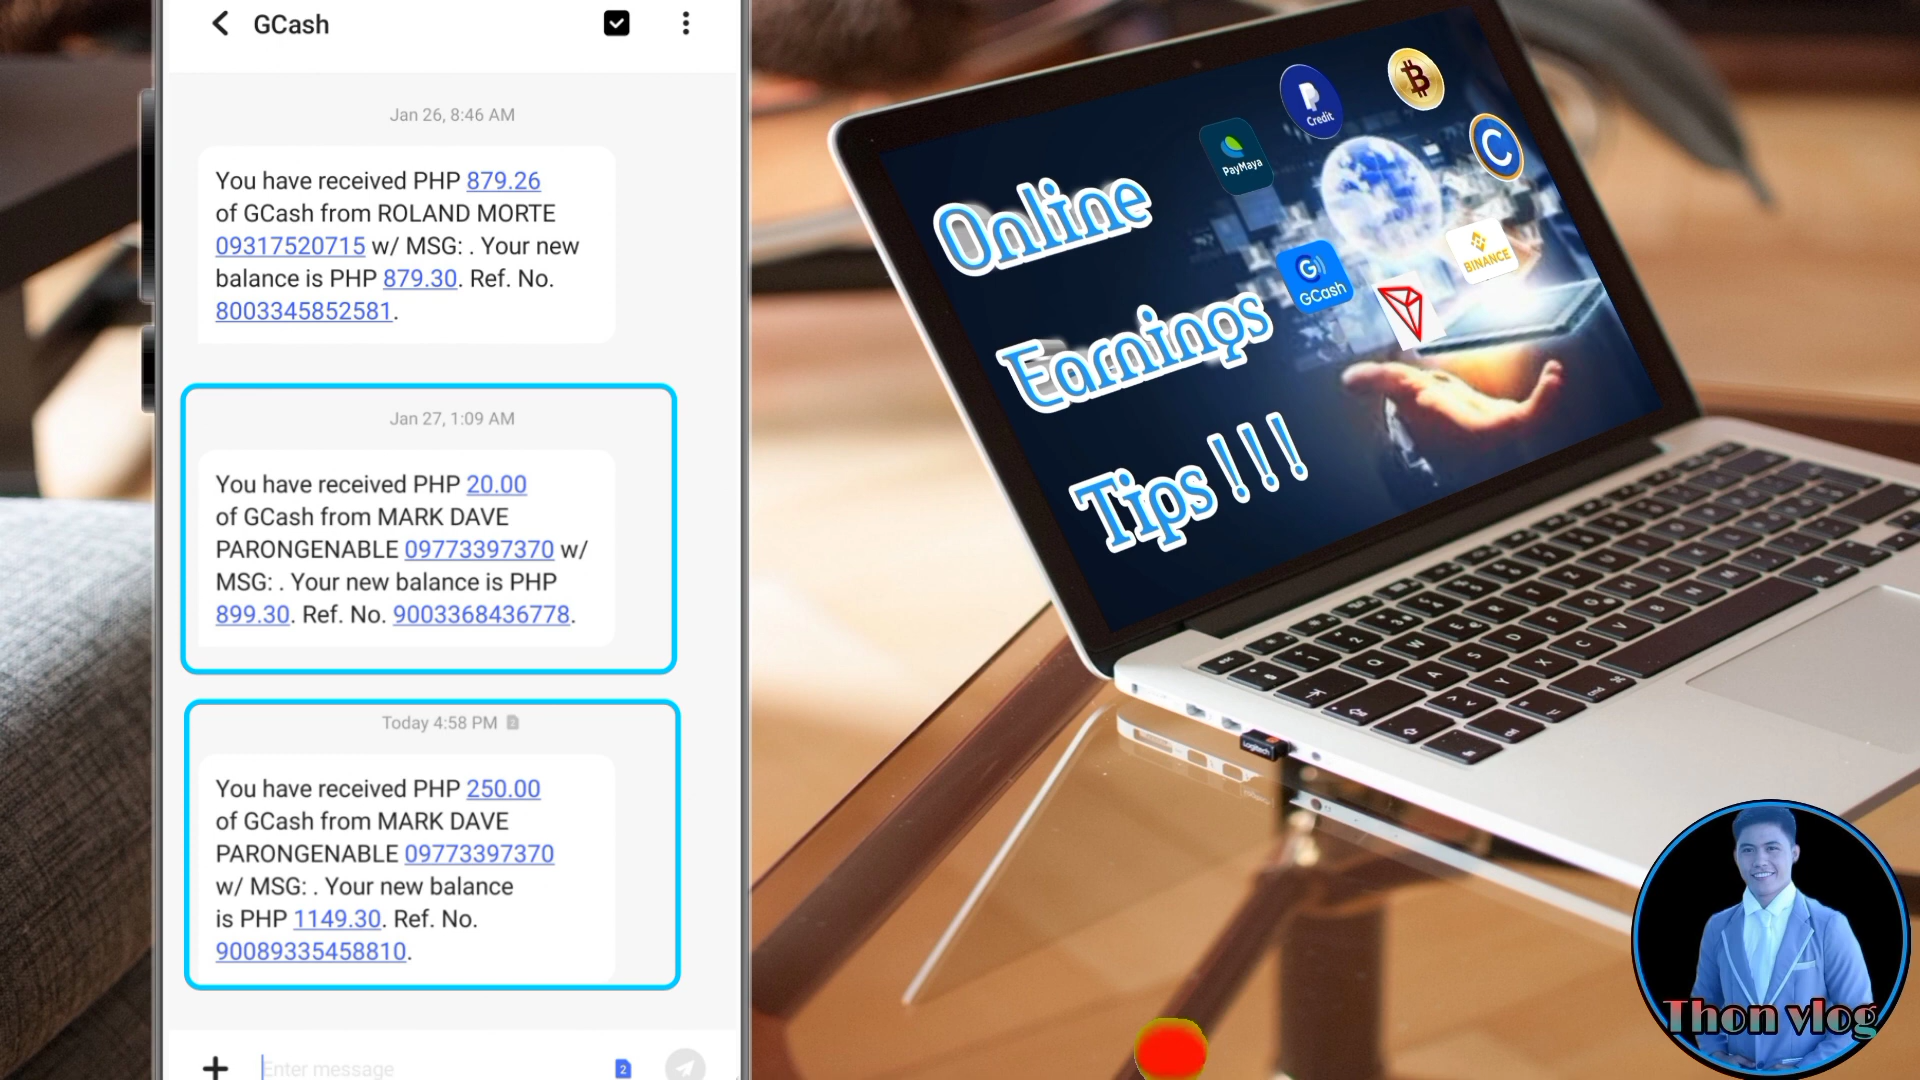 GCash
Jan 26, 8:46 AM
You have received PHP 879.26
of GCash from ROLAND MORTE
09317520715 w/ MSG: . Your new
balance is PHP 879.30. Ref. No.
8003345852581.
Jan 27, 1:09 AM
You have received PHP 20.00
of GCash from MARK DAVE
PARONGENABLE 09773397370 w/
MSG: . Your new balance is PHP
899.30. Ref. No. 9003368436778.
Today 4:58 PM
You have received PHP 250.00
of GCash from MARK DAVE
PARONGENABLE 09773397370
w/ MSG: . Your new balance
is PHP 1149.30. Ref. No.
90089335458810.
Enter message
2
Online
Earnings
Tips !!!
PayMaya
Credit
GCash
BINANCE
Logitech
Thon vlog